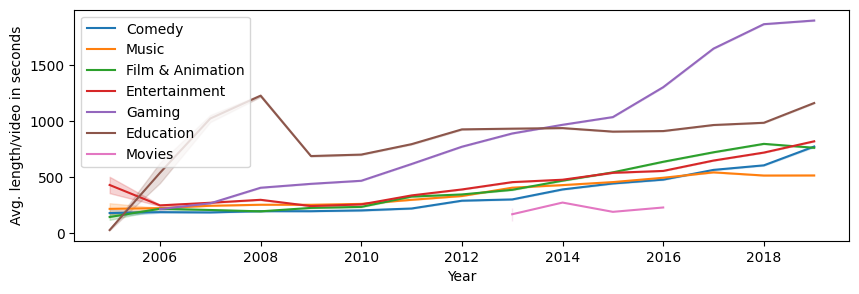 Avg. length/video in seconds
1500
1000
500
0
Comedy
Music
Film & Animation
Entertainment
Gaming
Education
Movies
2006 2008 2010 2012 2014 2016 2018
Year